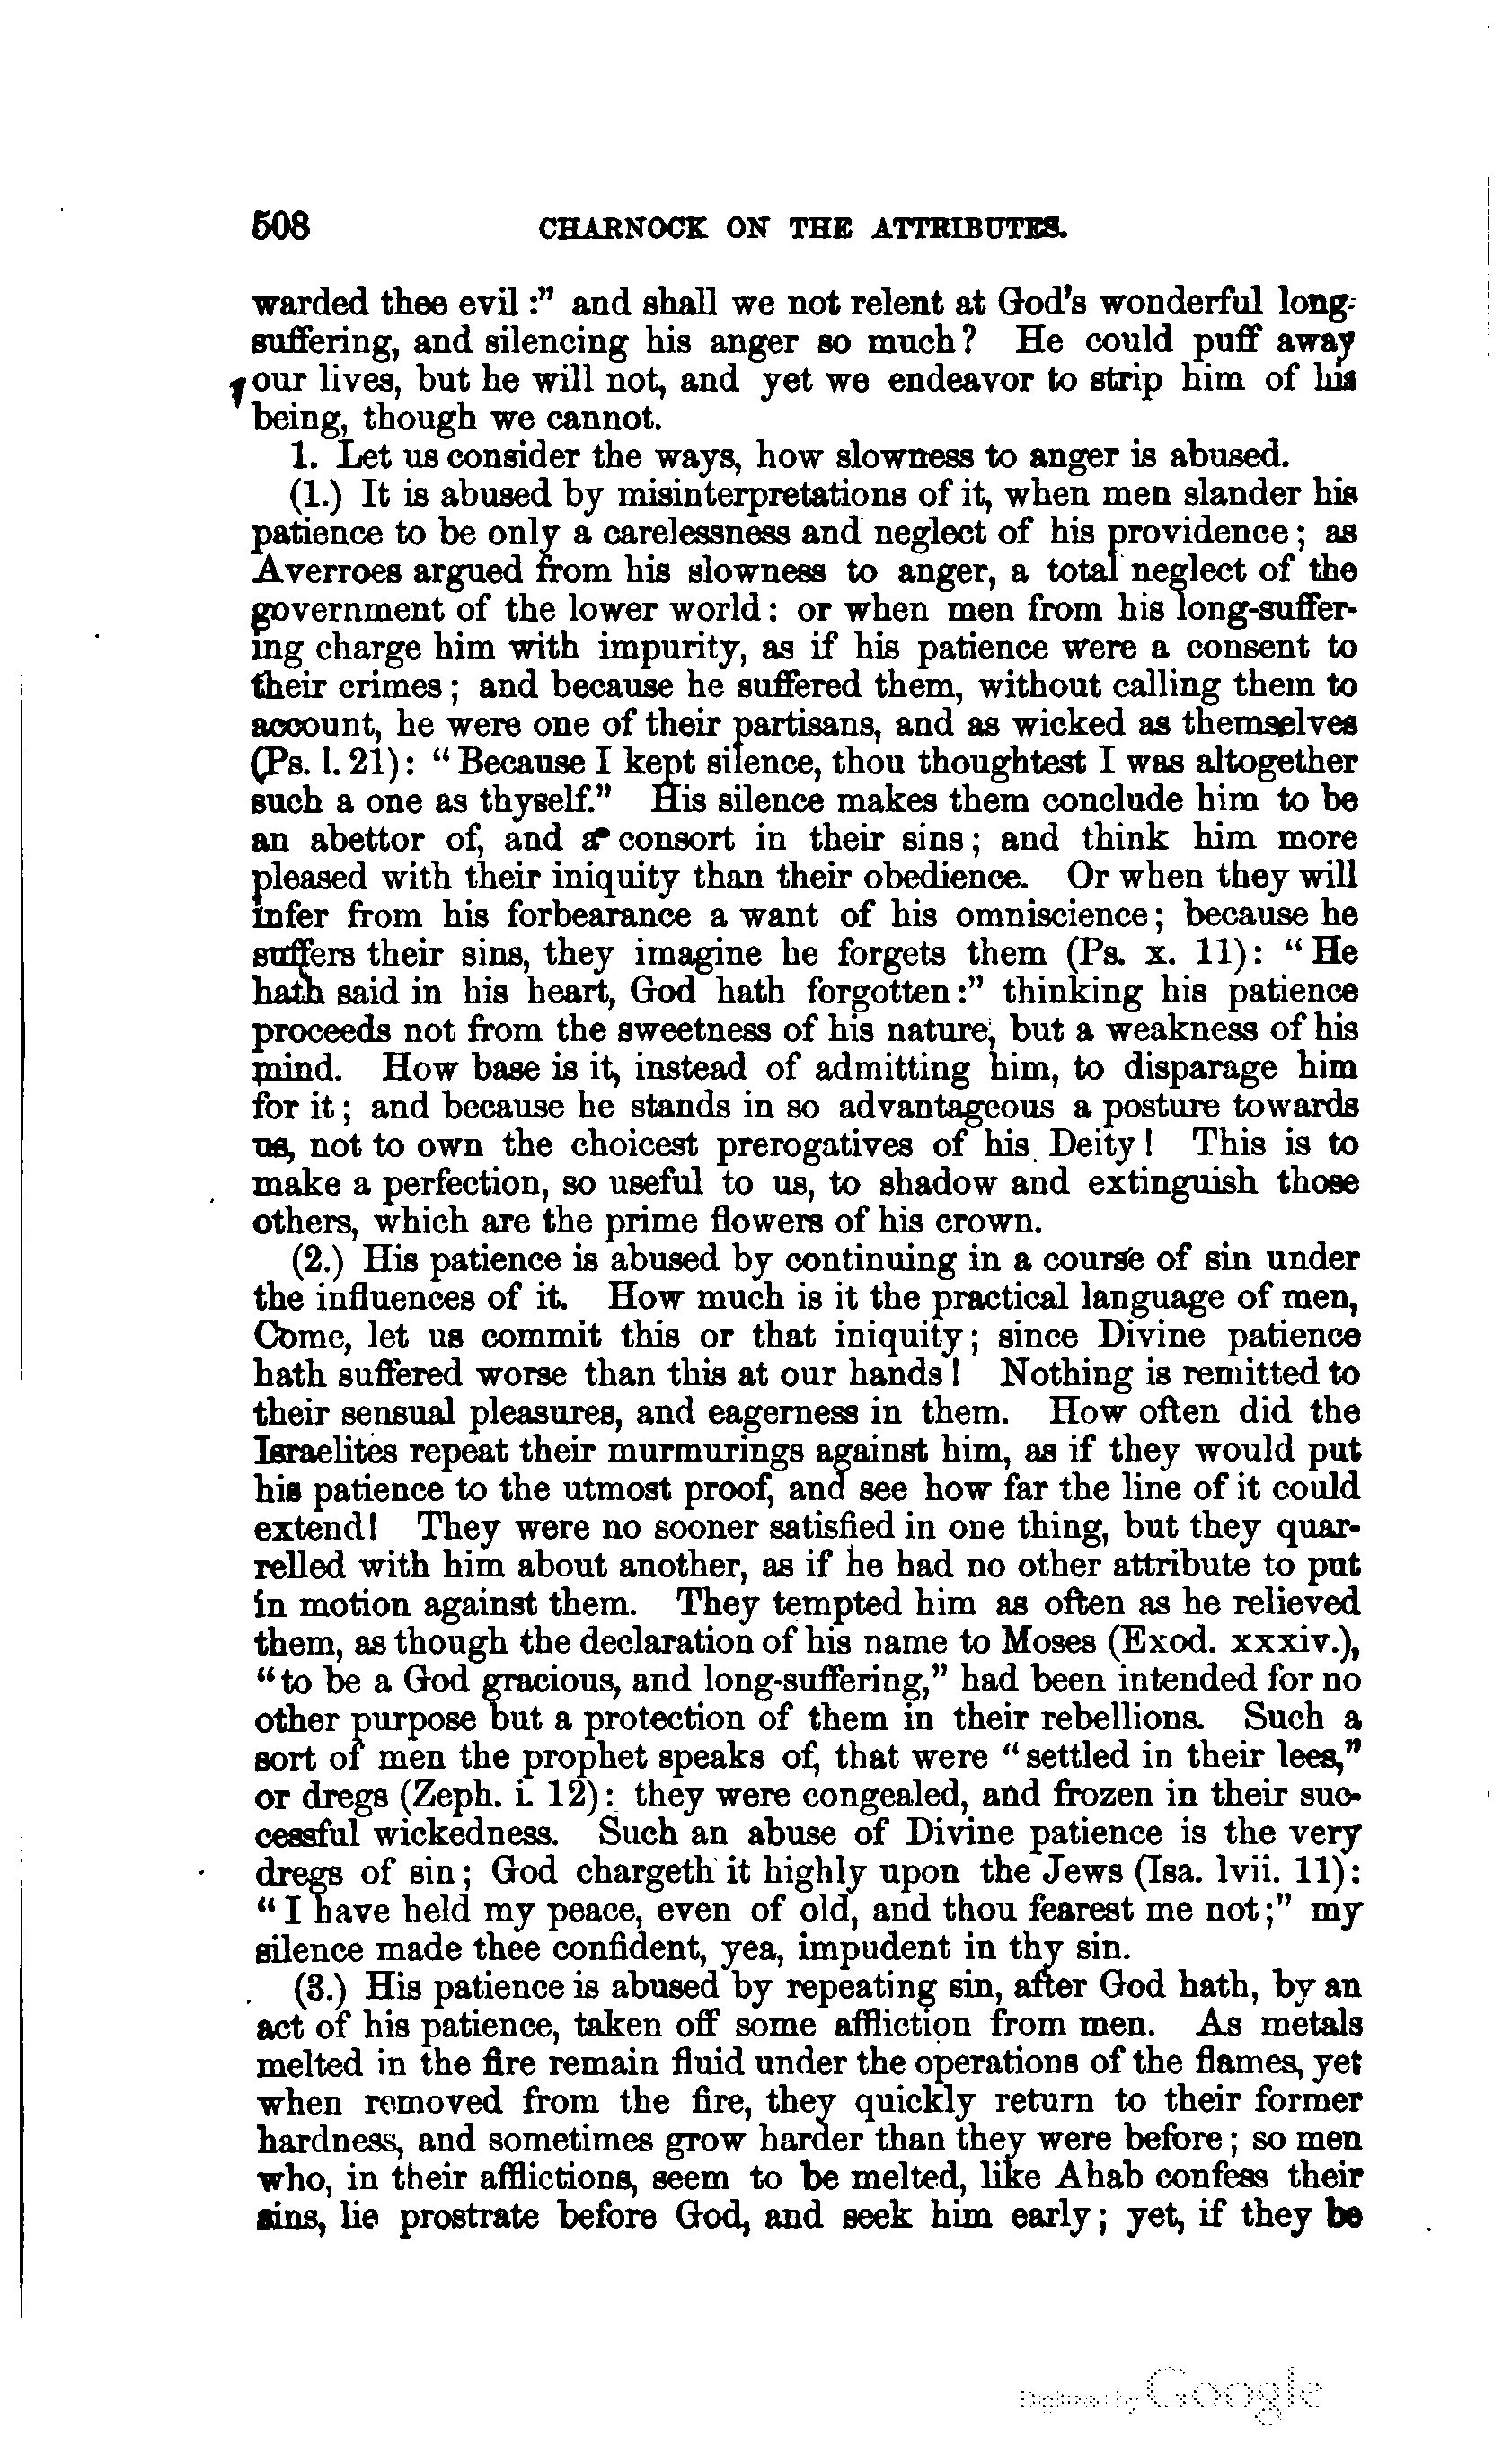 508 CHARNOCK ON THE ATTRIBUTES.
warded thee evil :" and shall we not relent at God's wonderful long-
suffering, and silencing his anger so much? He could puff away
our lives, but he will not, and yet we endeavor to strip him of his
being, though we cannot.
1. Let us consider the ways, how slowness to anger is abused.
(1.) It is abused by misinterpretations of it, when men slander his
patience to be only a carelessness and neglect of his providence; as
Averroes argued from his slowness to anger, a total neglect of the
government of the lower world: or when men from his long-suffer-
ing charge him with impurity, as if his patience were a consent to
their crimes; and because he suffered them, without calling them to
account, he were one of their partisans, and as wicked as themselves
(Ps. l. 21): "Because I kept silence, thou thoughtest I was altogether
such a one as thyself." His silence makes them conclude him to be
an abettor of, and a consort in their sins; and think him more
pleased with their iniquity than their obedience. Or when they will
infer from his forbearance a want of his omniscience; because he
suffers their sins, they imagine he forgets them (Ps. x. 11): "He
hath said in his heart, God hath forgotten:" thinking his patience
proceeds not from the sweetness of his nature, but a weakness of his
mind. How base is it, instead of admitting him, to disparage him
for it; and because he stands in so advantageous a posture towards
us, not to own the choicest prerogatives of his Deity! This is to
make a perfection, so useful to us, to shadow and extinguish those
others, which are the prime flowers of his crown.
(2.) His patience is abused by continuing in a course of sin under
the influences of it. How much is it the practical language of men,
Come, let us commit this or that iniquity; since Divine patience
hath suffered worse than this at our hands! Nothing is remitted to
their sensual pleasures, and eagerness in them. How often did the
Israelites repeat their murmurings against him, as if they would put
his patience to the utmost proof, and see how far the line of it could
extend! They were no sooner satisfied in one thing, but they quar-
relled with him about another, as if he had no other attribute to put
in motion against them. They tempted him as often as he relieved
them, as though the declaration of his name to Moses (Exod. xxxiv.),
"to be a God gracious, and long-suffering," had been intended for no
other purpose but a protection of them in their rebellions. Such a
sort of men the prophet speaks of, that were "settled in their lees,"
or dregs (Zeph. i. 12): they were congealed, and frozen in their suc-
cessful wickedness. Such an abuse of Divine patience is the very
dregs of sin; God chargeth it highly upon the Jews (Isa. lvii. 11):
"I have held my peace, even of old, and thou fearest me not;" my
silence made thee confident, yea, impudent in thy sin.
(3.) His patience is abused by repeating sin, after God hath, by an
act of his patience, taken off some affliction from men. As metals
melted in the fire remain fluid under the operations of the flames, yet
when removed from the fire, they quickly return to their former
hardness, and sometimes grow harder than they were before; so men
who, in their afflictions, seem to be melted, like Ahab confess their
sins, lie prostrate before God, and seek him early; yet, if they be
Digitized by Google